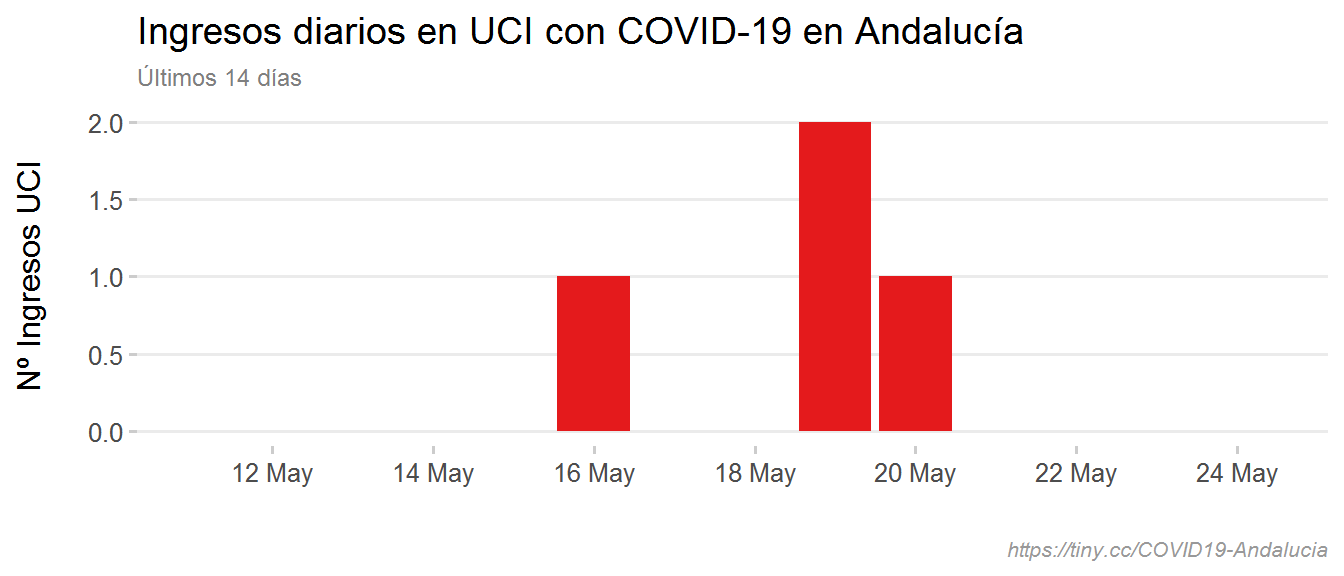 Ingresos diarios en UCI con COVID-19 en Andalucía
Últimos 14 días
Nº Ingresos UCI
2.0
1.5
1.0
0.5
0.0
12 May 14 May 16 May 18 May 20 May 22 May 24 May
https://tiny.cc/COVID19-Andalucia